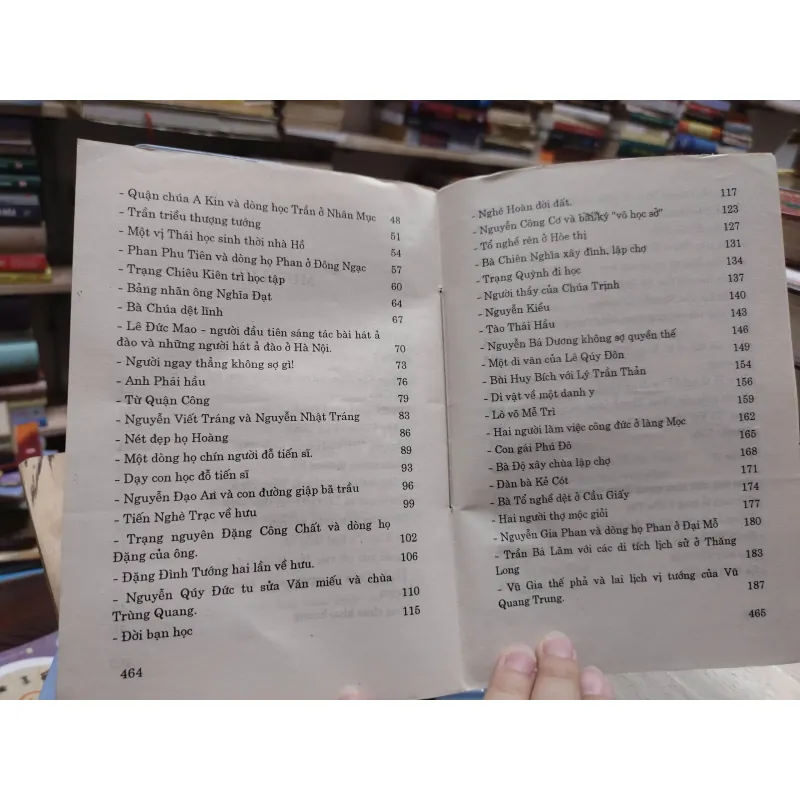 - Quận chúa A Kin và dòng học Trần ở Nhân Mục 48
- Trần triều thượng tướng 51
- Một vị Thái học sinh thời nhà Hồ 54
- Phan Phu Tiên và dòng họ Phan ở Đông Ngạc 57
- Trạng Chiêu Kiên trì học tập 60
- Bảng nhãn ông Nghĩa Đạt 64
- Bà Chúa dệt lĩnh 67
- Lê Đức Mao - người đầu tiên sáng tác bài hát ả
đào và những người hát ả đào ở Hà Nội. 70
- Người ngay thẳng không sợ gì! 73
- Anh Phái hầu 76
- Từ Quận Công 79
- Nguyễn Viết Tráng và Nguyễn Nhật Tráng 83
- Nét đẹp họ Hoàng 86
- Một dòng họ chín người đỗ tiến sĩ. 89
- Dạy con học đỗ tiến sĩ 93
- Nguyễn Đạo An và con đường giập bã trầu 96
- Tiến Nghè Trạc về hưu 99
- Trạng nguyên Đặng Công Chất và dòng họ
Đặng của ông. 102
- Đặng Đình Tướng hai lần về hưu. 106
- Nguyễn Qúy Đức tu sửa Văn miếu và chùa
Trùng Quang. 110
- Đời bạn học 115
464
- Nghè Hoàn đời đất. 117
- Nguyễn Công Cơ và bản ký "vô học sở" 123
- Tổ nghề rèn ở Hòe thị 127
- Bà Chiên Nghĩa xây đình, lập chợ 131
- Trạng Quỳnh đi học 134
- Người thầy của Chúa Trịnh 137
- Nguyễn Kiều 140
- Tào Thái Hầu 143
- Nguyễn Bá Dương không sợ quyền thế 146
- Một di văn của Lê Qúy Đôn 149
- Bùi Huy Bích với Lý Trần Thản 154
- Di vật về một danh y 156
- Lò võ Mễ Trì 159
- Hai người làm việc công đức ở làng Mọc 162
- Con gái Phú Đô 165
- Bà Độ xây chùa lập chợ 168
- Đàn bà Kẻ Cót 171
- Bà Tổ nghề dệt ở Cầu Giấy 174
- Hai người thợ mộc giỏi 177
- Nguyễn Gia Phan và dòng họ Phan ở Đại Mỗ 180
- Trần Bá Lãm với các di tích lịch sử ở Thăng
Long 183
- Vũ Gia thế phả và lai lịch vị tướng của Vũ
Quang Trung. 187
465